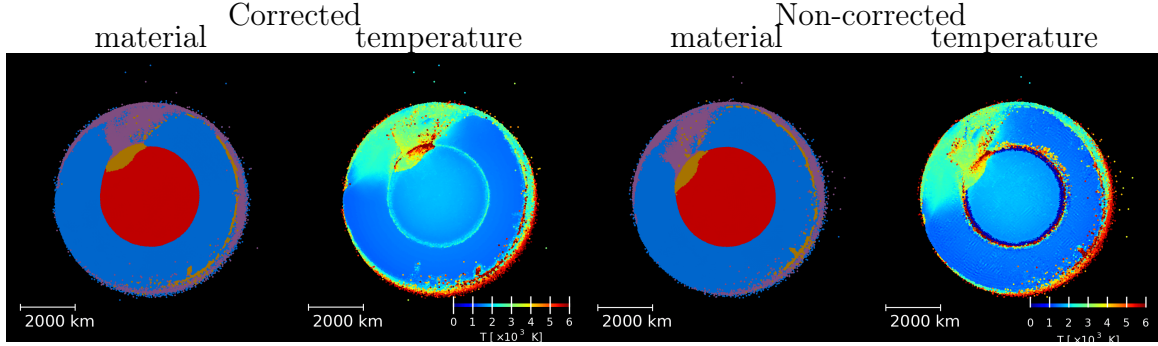 Corrected Non-corrected
material temperature material temperature
2000 km 2000 km 2000 km 2000 km
0 1 2 3 4 5 6 0 1 2 3 4 5 6
T [ ×10³ K] T [ ×10³ K]